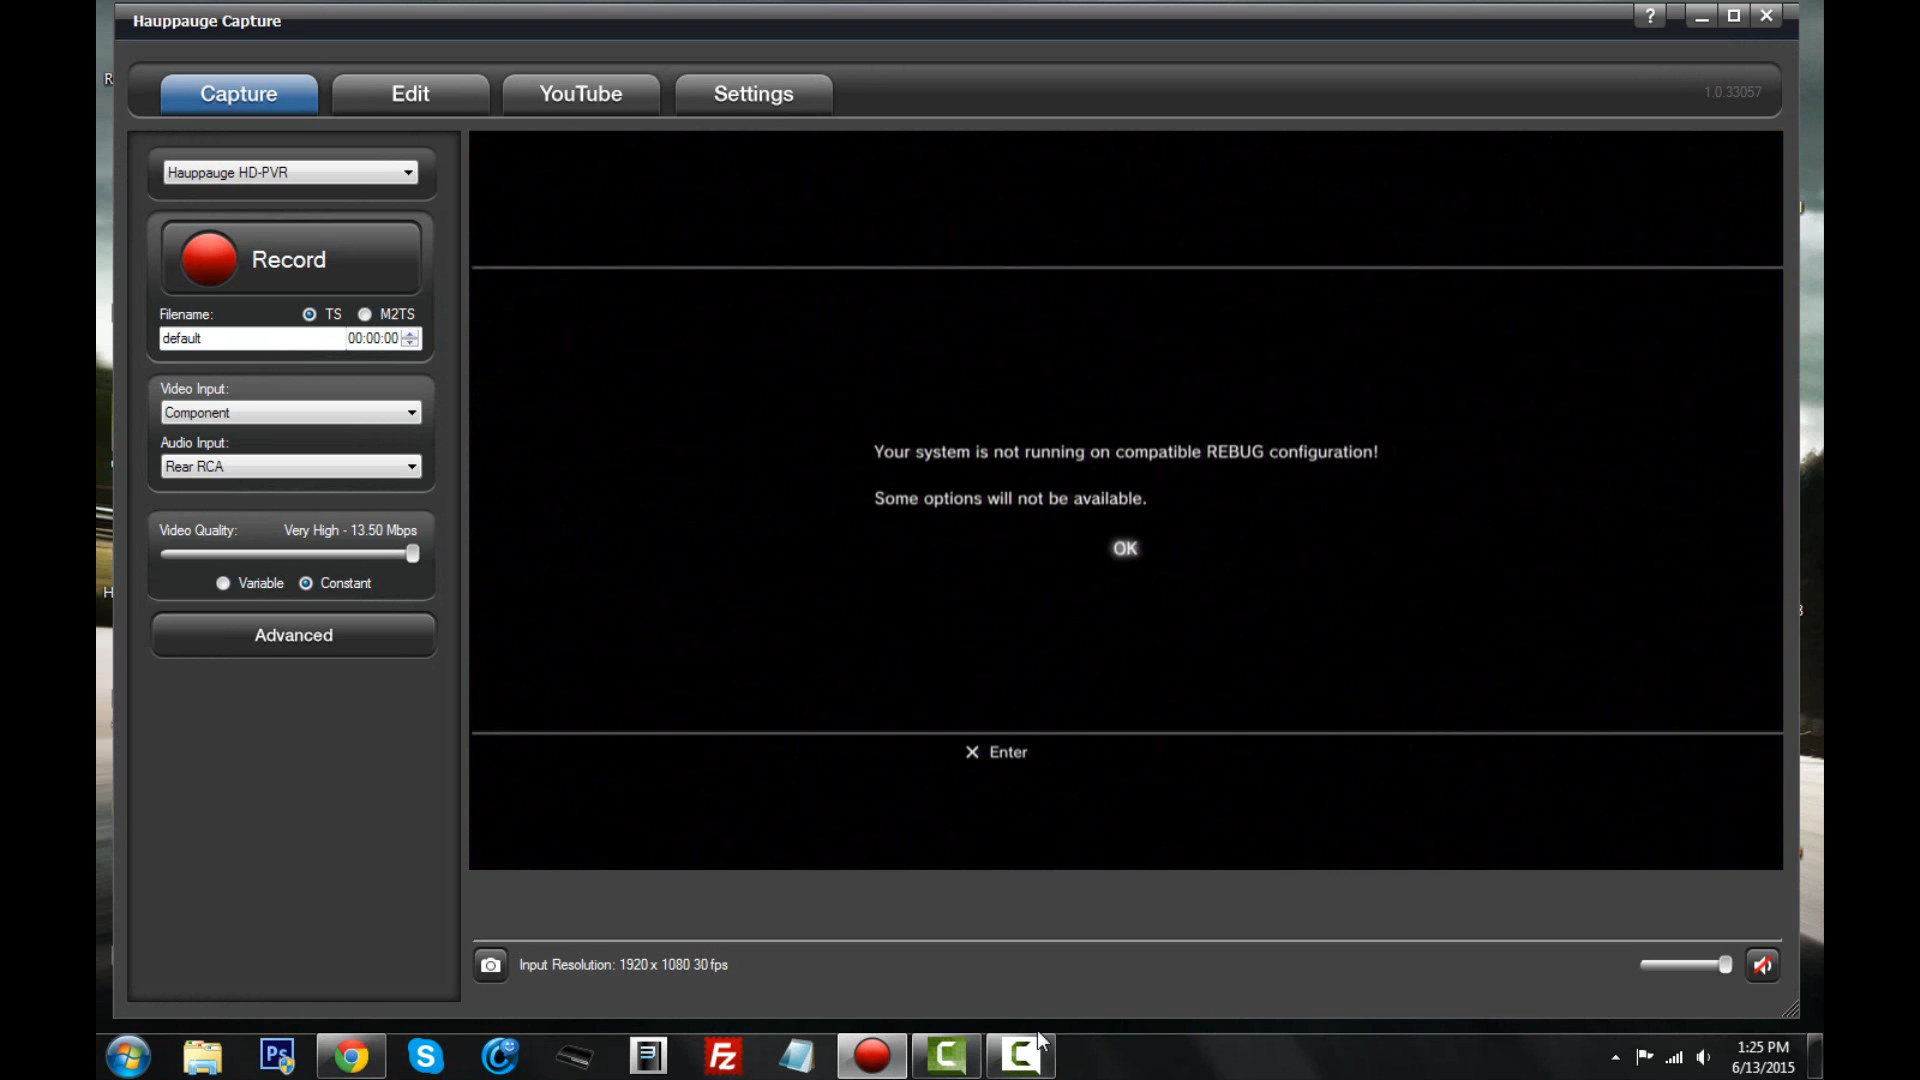 Hauppauge Capture
?
Capture
Edit
YouTube
Settings
1.0.33057
Hauppauge HD-PVR
Record
Filename:
TS
M2TS
default
00:00:00
Video Input:
Component
Audio Input:
Rear RCA
Video Quality:
Very High - 13.50 Mbps
Variable
Constant
Advanced
Your system is not running on compatible REBUG configuration!
Some options will not be available.
OK
Enter
Input Resolution: 1920 x 1080 30 fps
Ps
1:25 PM
6/13/2015